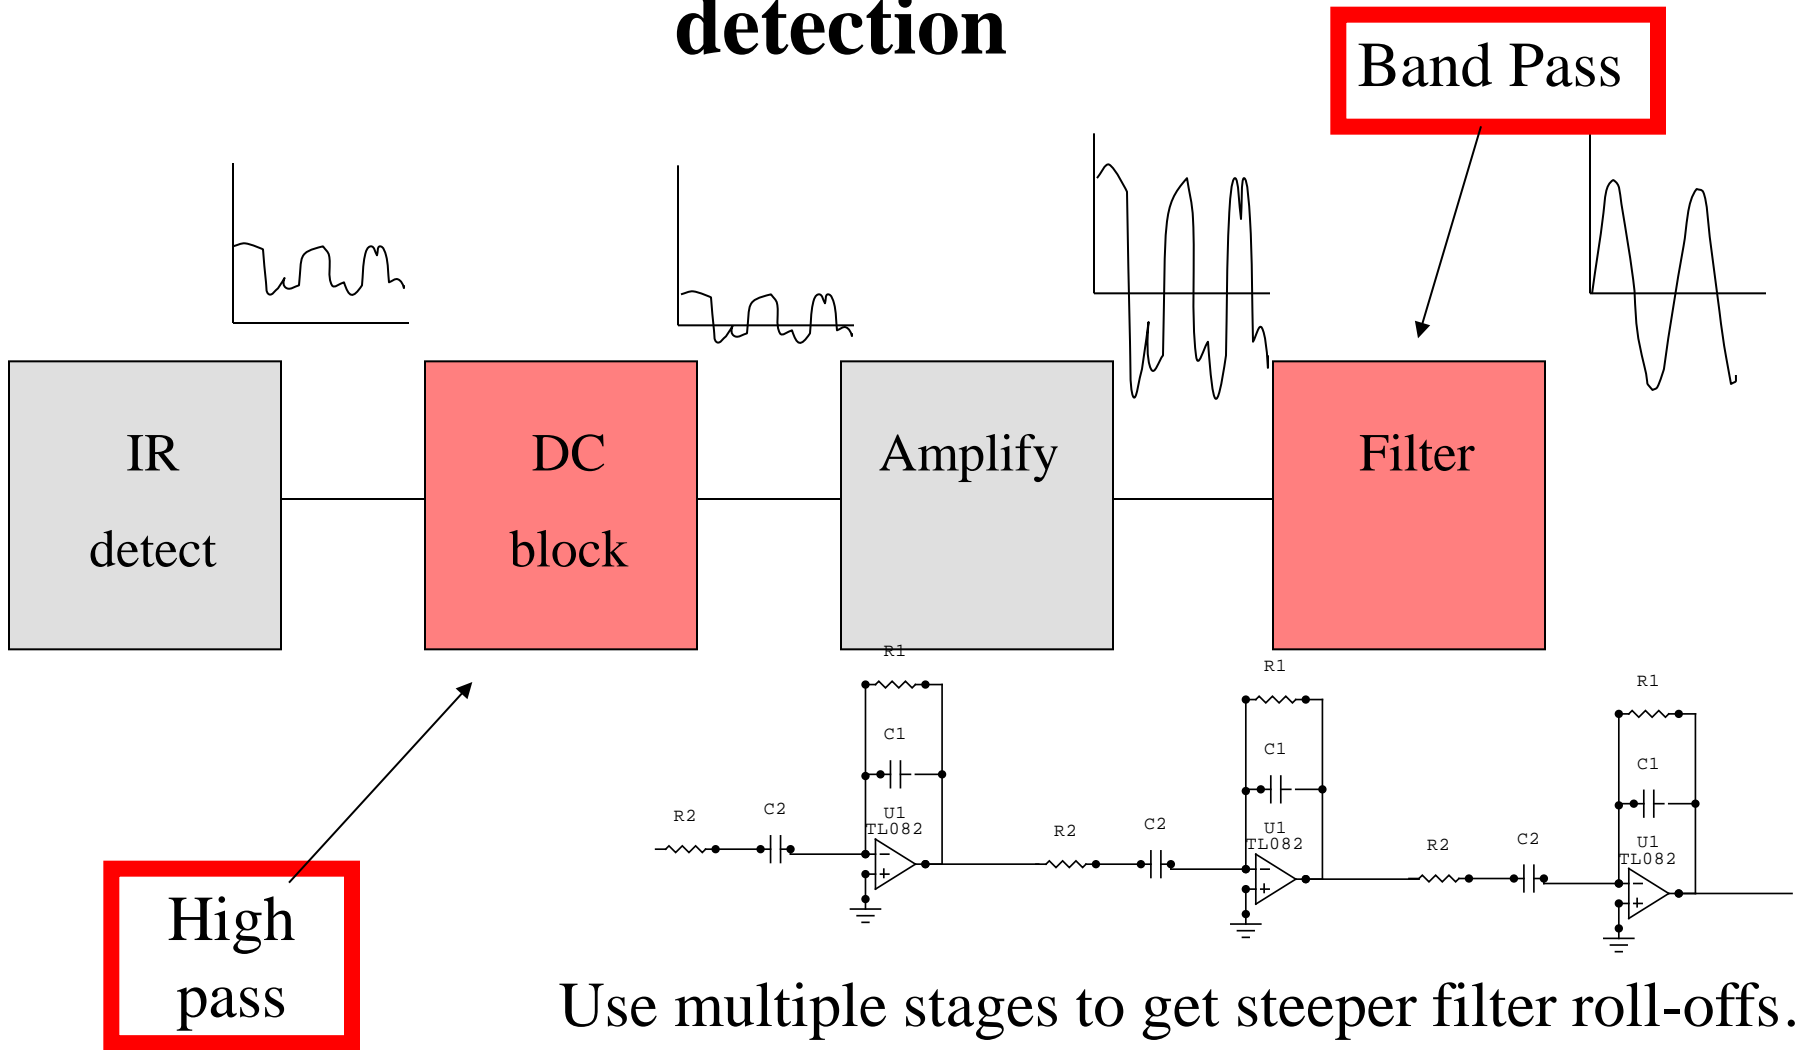 detection
Band Pass
IR
detect
DC
block
Amplify
Filter
R1
C1
U1
TL082
R2
C2
R1
C1
U1
TL082
R2
C2
R1
C1
U1
TL082
R2
C2
High
pass
Use multiple stages to get steeper filter roll-offs.